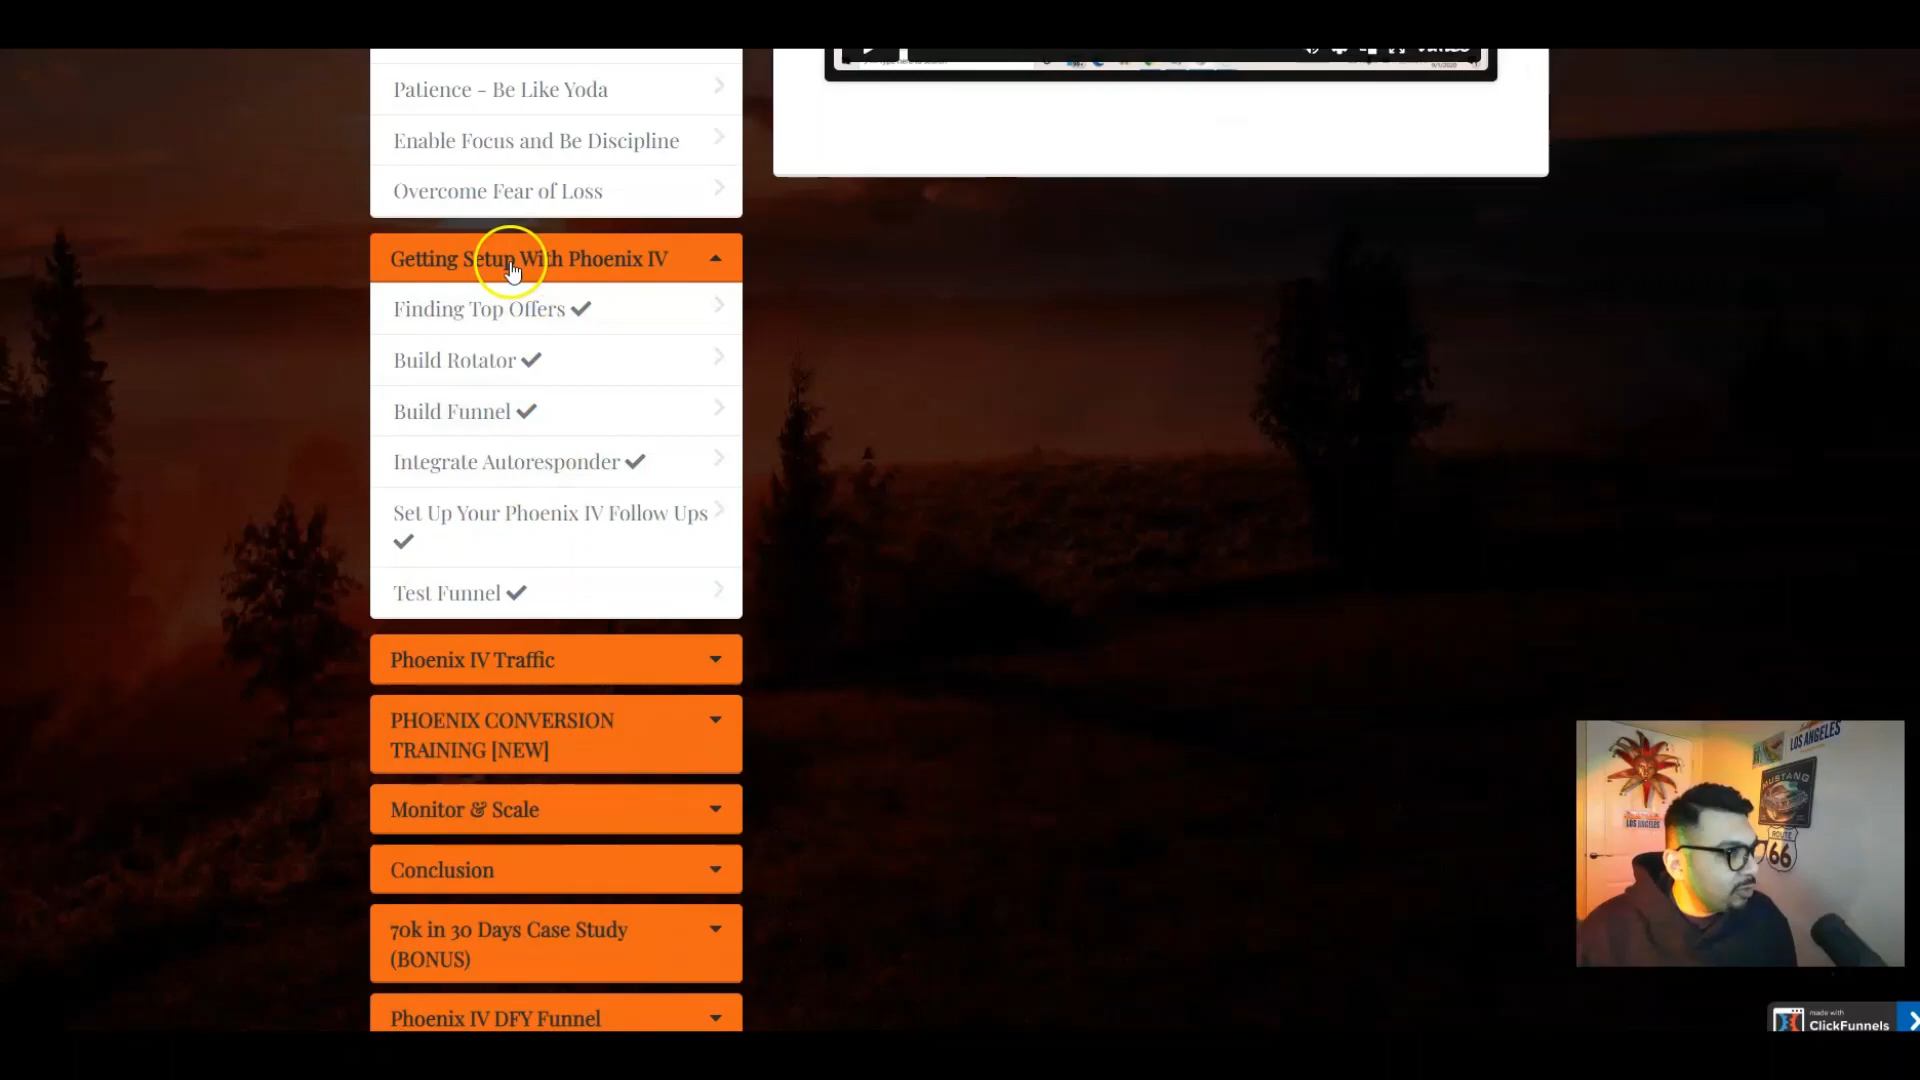 Patience - Be Like Yoda
Enable Focus and Be Discipline
Overcome Fear of Loss
Getting Setup With Phoenix IV
Finding Top Offers
Build Rotator
Build Funnel
Integrate Autoresponder
Set Up Your Phoenix IV Follow Ups
Test Funnel
Phoenix IV Traffic
PHOENIX CONVERSION
TRAINING [NEW]
Monitor & Scale
Conclusion
70k in 30 Days Case Study
(BONUS)
Phoenix IV DFY Funnel
LOS ANGELES
MUSTANG
LOS ANGELES
ROUTE
66
made with
ClickFunnels